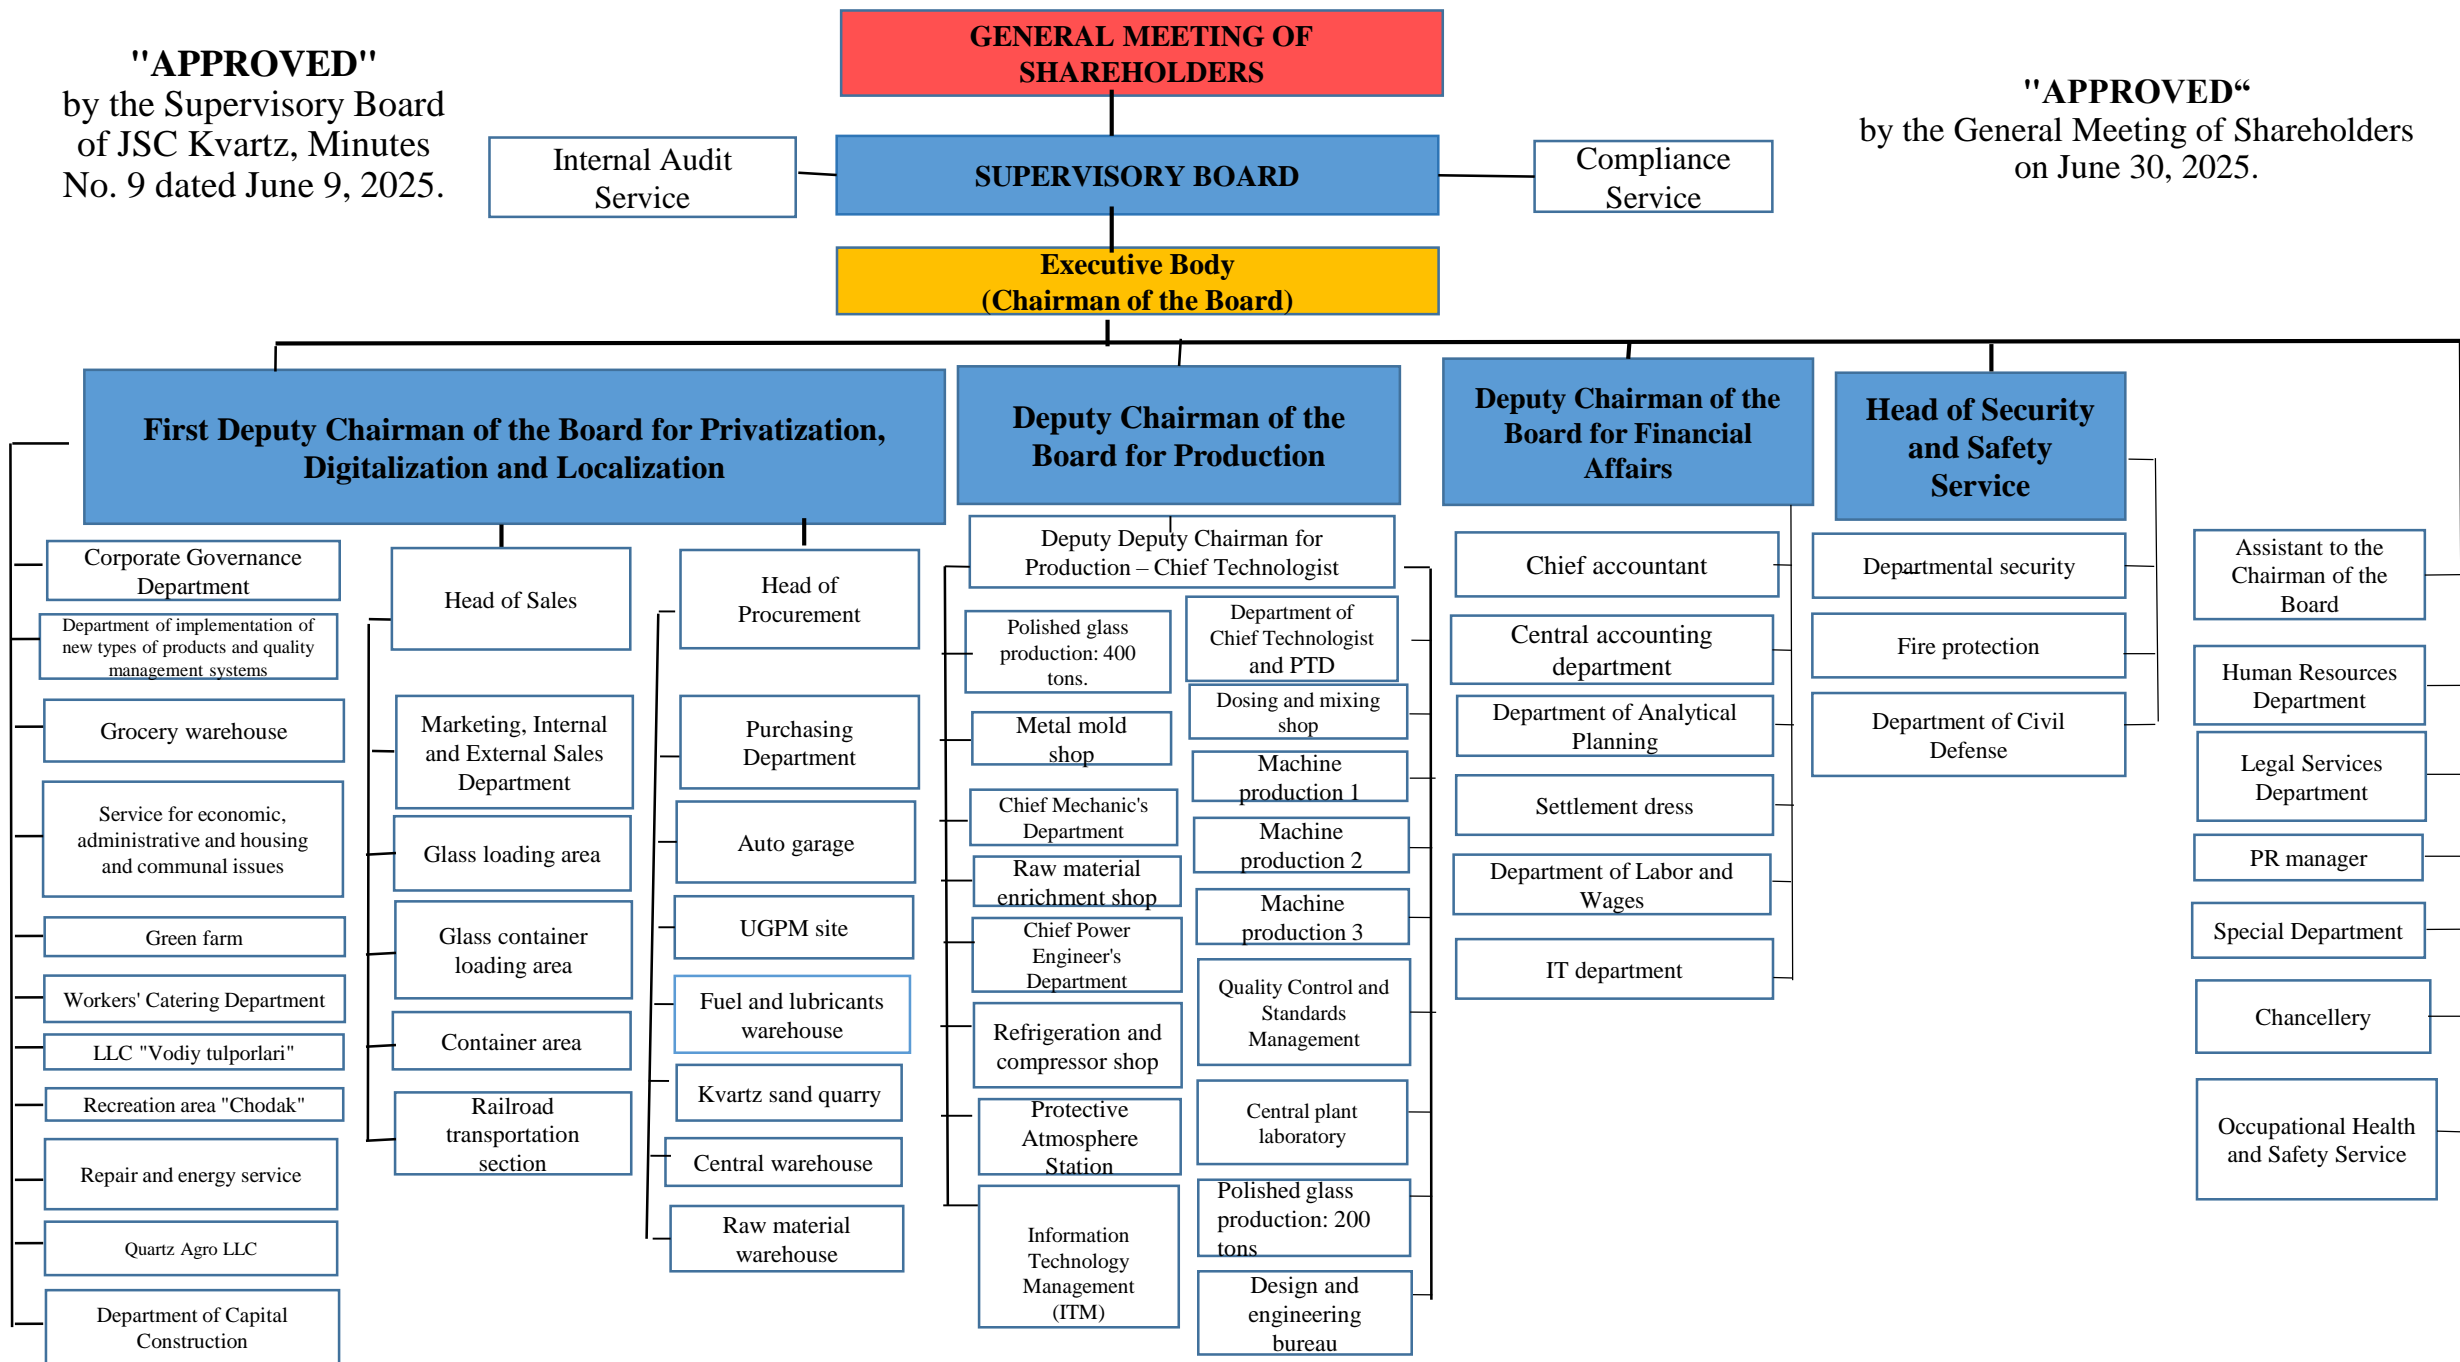 "APPROVED"
by the Supervisory Board
of JSC Kvartz, Minutes
No. 9 dated June 9, 2025.
GENERAL MEETING OF
SHAREHOLDERS
"APPROVED“
by the General Meeting of Shareholders
on June 30, 2025.
Internal Audit
Service
SUPERVISORY BOARD
Compliance
Service
Executive Body
(Chairman of the Board)
First Deputy Chairman of the Board for Privatization,
Digitalization and Localization
Deputy Chairman of the
Board for Production
Deputy Chairman of the
Board for Financial
Affairs
Head of Security
and Safety
Service
Corporate Governance
Department
Department of implementation of
new types of products and quality
management systems
Grocery warehouse
Service for economic,
administrative and housing
and communal issues
Green farm
Workers' Catering Department
LLC "Vodiy tulporlari"
Recreation area "Chodak"
Repair and energy service
Quartz Agro LLC
Department of Capital
Construction
Head of Sales
Marketing, Internal
and External Sales
Department
Glass loading area
Glass container
loading area
Container area
Railroad
transportation
section
Head of
Procurement
Purchasing
Department
Auto garage
UGPM site
Fuel and lubricants
warehouse
Kvartz sand quarry
Central warehouse
Raw material
warehouse
Deputy Deputy Chairman for
Production – Chief Technologist
Polished glass
production: 400
tons.
Metal mold
shop
Chief Mechanic's
Department
Raw material
enrichment shop
Chief Power
Engineer's
Department
Refrigeration and
compressor shop
Protective
Atmosphere
Station
Information
Technology
Management
(ITM)
Department of
Chief Technologist
and PTD
Dosing and mixing
shop
Machine
production 1
Machine
production 2
Machine
production 3
Quality Control and
Standards
Management
Central plant
laboratory
Polished glass
production: 200
tons
Design and
engineering
bureau
Chief accountant
Central accounting
department
Department of Analytical
Planning
Settlement dress
Department of Labor and
Wages
IT department
Departmental security
Fire protection
Department of Civil
Defense
Assistant to the
Chairman of the
Board
Human Resources
Department
Legal Services
Department
PR manager
Special Department
Chancellery
Occupational Health
and Safety Service